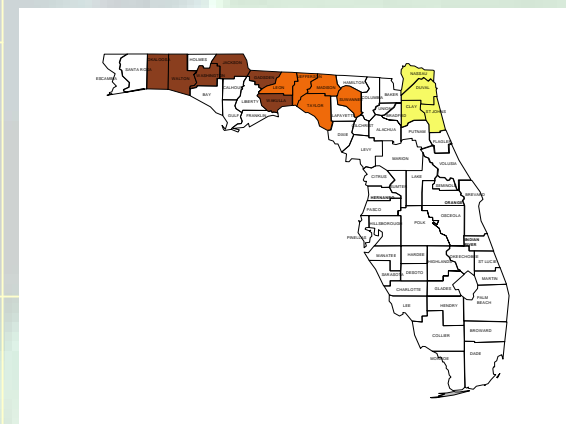 ESCAMBIA
SANTA ROSA
WALTON
HOLMES
WASHINGTON
JACKSON
BAY
CALHOUN
GULF
LIBERTY
GADSDEN
FRANKLIN
LEON
WAKULLA
JEFFERSON
MADISON
TAYLOR
HAMILTON
SUWANNEE
LAFAYETTE
DIXIE
COLUMBIA
BAKER
UNION
BRADFORD
GILCHRIST
ALACHUA
NASSAU
DUVAL
CLAY
ST JOHNS
PUTNAM
FLAGLER
LEVY
MARION
VOLUSIA
CITRUS
SUMTER
LAKE
SEMINOLE
HERNANDO
ORANGE
BREVARD
PASCO
HILLSBOROUGH
POLK
OSCEOLA
PINELLAS
INDIAN
RIVER
MANATEE
HARDEE
HIGHLANDS
OKEECHOBEE
ST LUCIE
SARASOTA
DESOTO
MARTIN
CHARLOTTE
GLADES
LEE
HENDRY
PALM
BEACH
COLLIER
BROWARD
MONROE
DADE